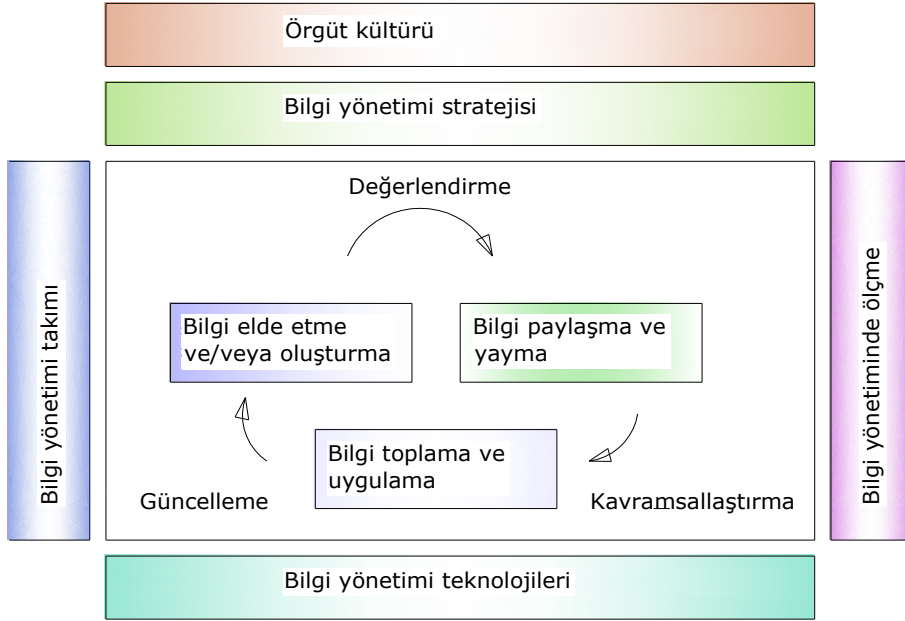 Örgüt kültürü
Bilgi yönetimi stratejisi
Bilgi yönetimi takımı
Değerlendirme
Bilgi elde etme
ve/veya oluşturma
Bilgi paylaşma ve
yayma
Bilgi toplama ve
uygulama
Güncelleme
Kavramsallaştırma
Bilgi yönetiminde ölçme
Bilgi yönetimi teknolojileri